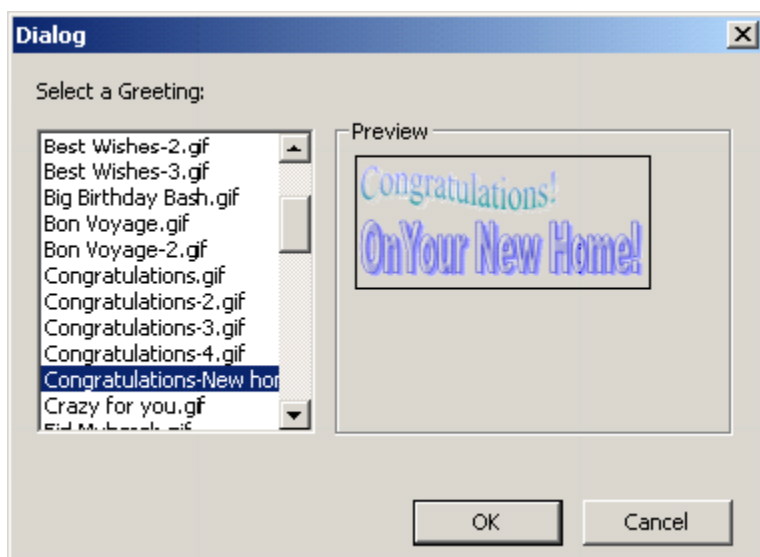 Dialog
Select a Greeting:
Best Wishes-2.gif
Best Wishes-3.gif
Big Birthday Bash.gif
Bon Voyage.gif
Bon Voyage-2.gif
Congratulations.gif
Congratulations-2.gif
Congratulations-3.gif
Congratulations-4.gif
Congratulations-New hor
Crazy for you.gif
Preview
Congratulations!
OnYour New Home!
OK
Cancel